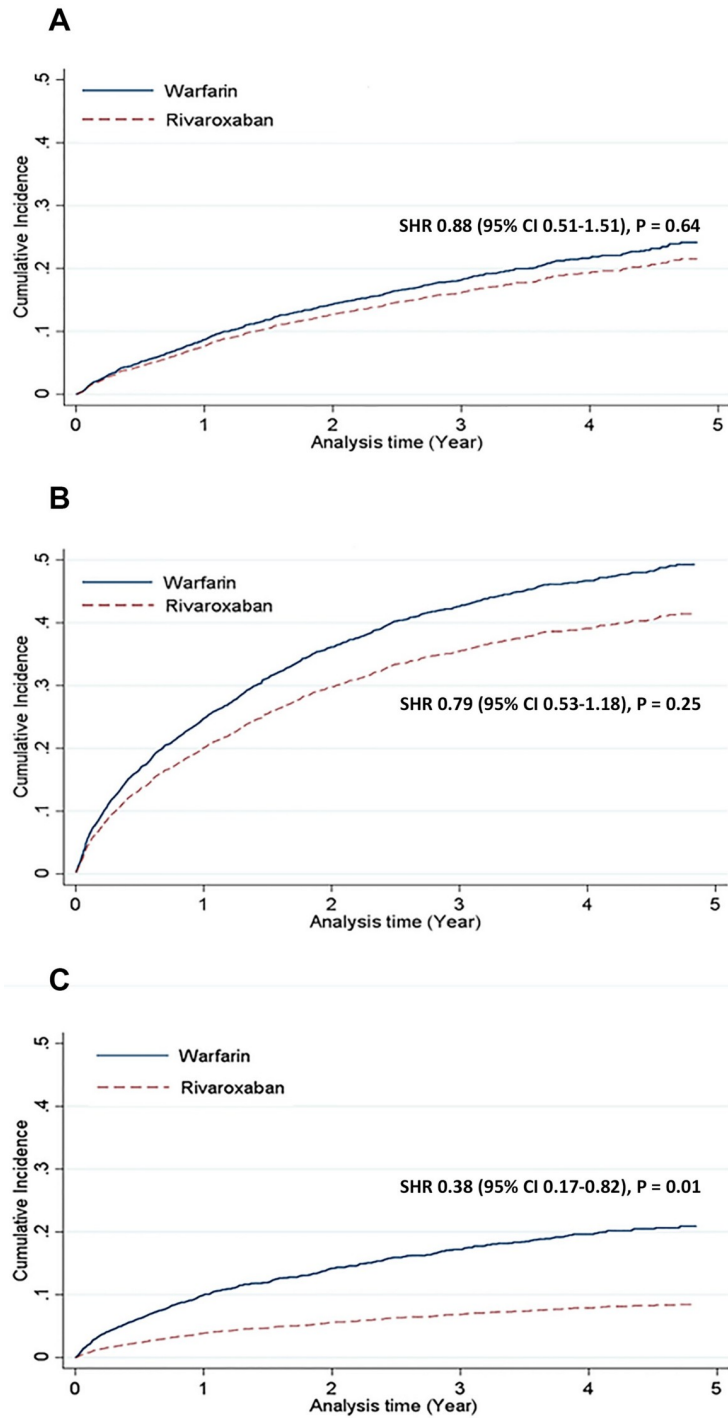 A
Cumulative Incidence
.5
.4
.3
.2
.1
0
Warfarin
Rivaroxaban
SHR 0.88 (95% CI 0.51-1.51), P = 0.64
0 1 2 3 4 5
Analysis time (Year)
B
Cumulative Incidence
.5
.4
.3
.2
.1
0
Warfarin
Rivaroxaban
SHR 0.79 (95% CI 0.53-1.18), P = 0.25
0 1 2 3 4 5
Analysis time (Year)
C
Cumulative Incidence
.5
.4
.3
.2
.1
0
Warfarin
Rivaroxaban
SHR 0.38 (95% CI 0.17-0.82), P = 0.01
0 1 2 3 4 5
Analysis time (Year)